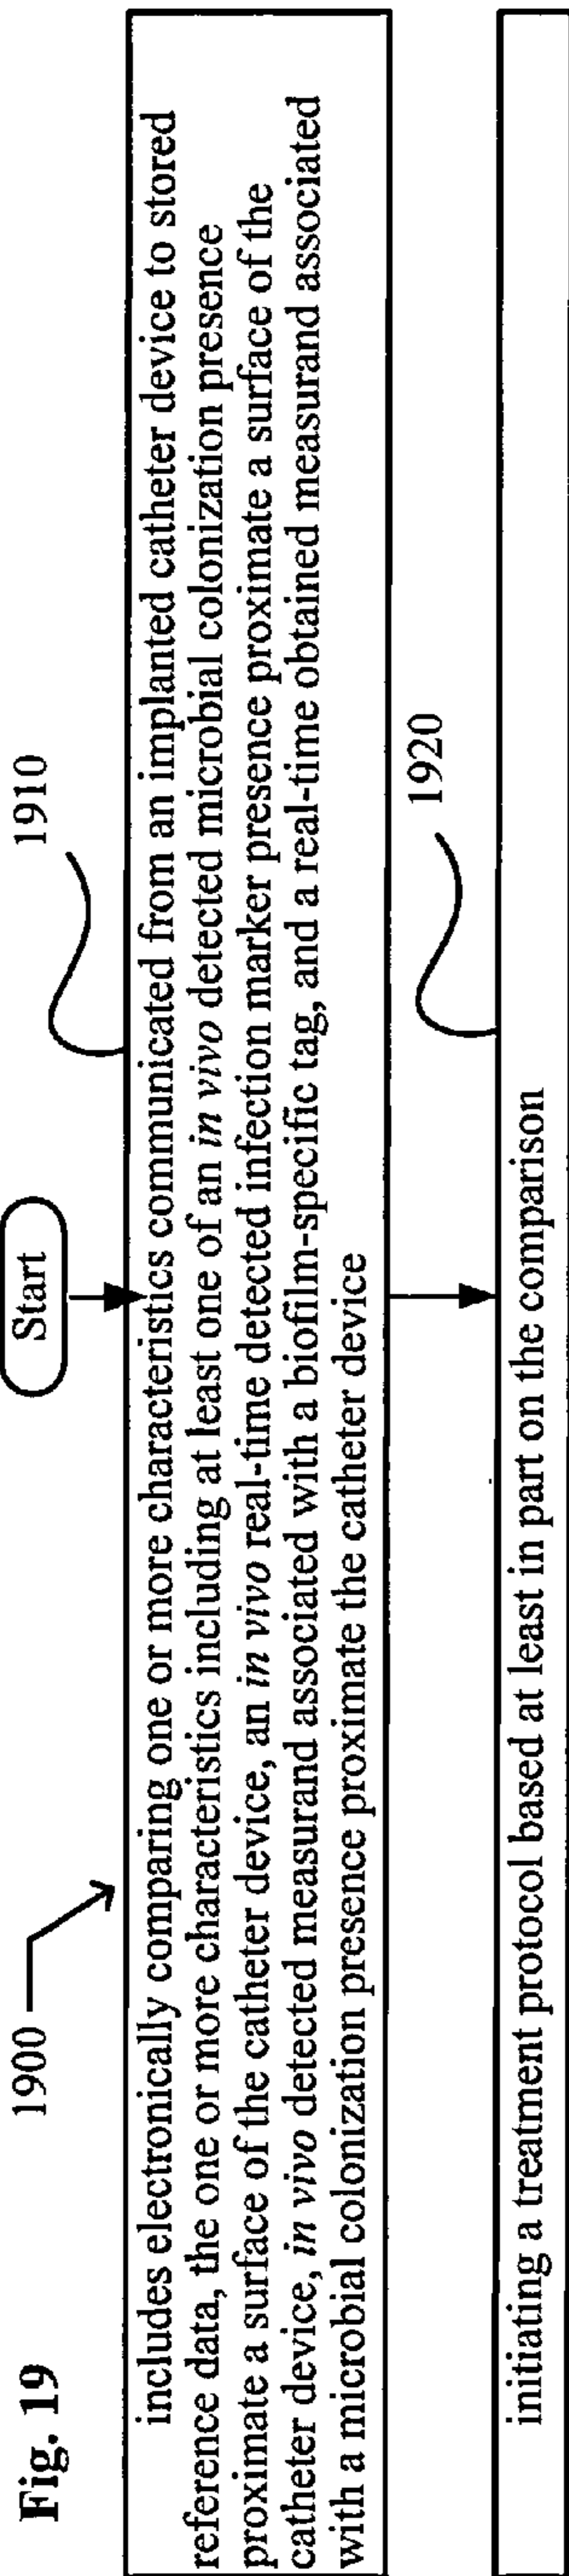 Fig. 19
1900
Start
1910
includes electronically comparing one or more characteristics communicated from an implanted catheter device to stored
reference data, the one or more characteristics including at least one of an in vivo detected microbial colonization presence
proximate a surface of the catheter device, an in vivo real-time detected infection marker presence proximate a surface of the
catheter device, in vivo detected measurand associated with a biofilm-specific tag, and a real-time obtained measurand associated
with a microbial colonization presence proximate the catheter device
1920
initiating a treatment protocol based at least in part on the comparison